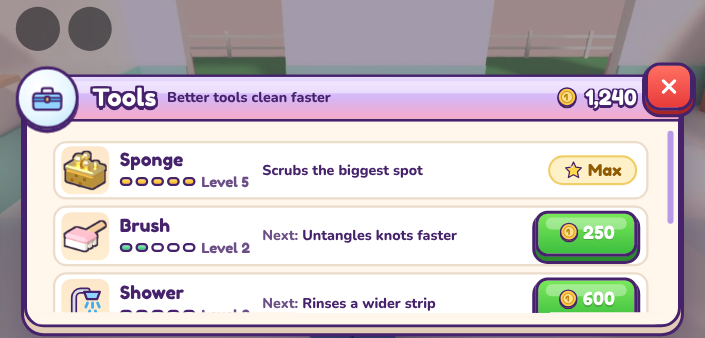 Tools Better tools clean faster 1,240
Sponge
Level 5
Scrubs the biggest spot
Max
Brush
Level 2
Next: Untangles knots faster
250
Shower
Next: Rinses a wider strip
600